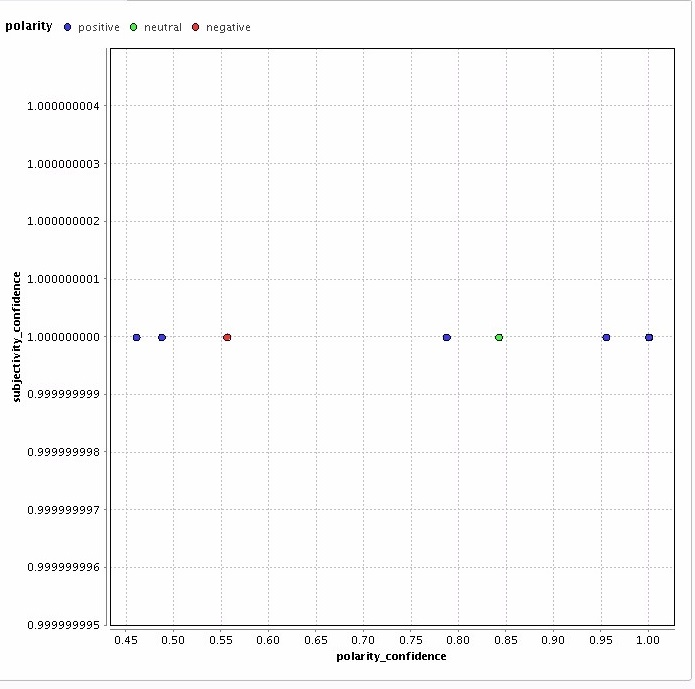 polarity positive neutral negative
1.000000004
1.000000003
1.000000002
1.000000001
1.000000000
0.999999999
0.999999998
0.999999997
0.999999996
0.999999995
subjectivity_confidence
0.45 0.50 0.55 0.60 0.65 0.70 0.75 0.80 0.85 0.90 0.95 1.00
polarity_confidence